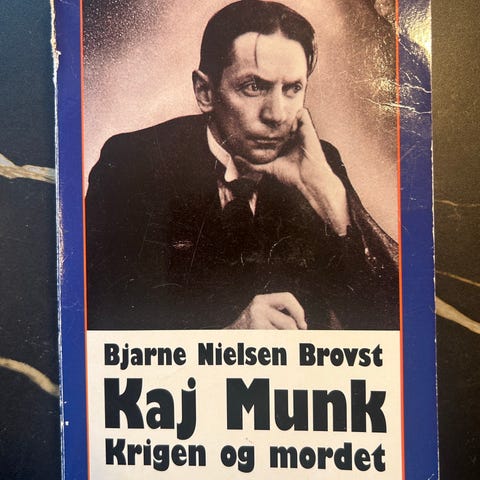 Bjarne Nielsen Brovst
Kaj Munk
Krigen og mordet